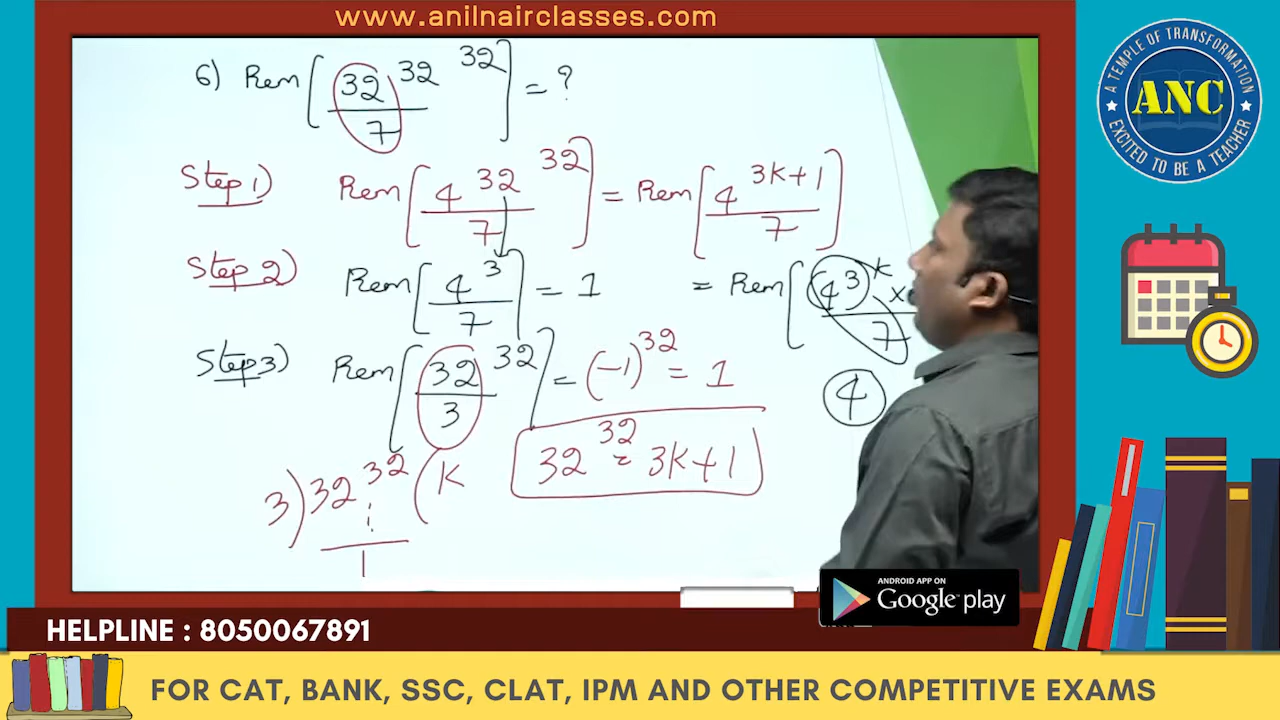 www.anilnairclasses.com
6) Rem[32^32^32/7] = ?
Step 1) Rem[4^32^32/7] = Rem[4^(3k+1)/7]
Step 2) Rem[4^3/7] = 1 = Rem[(4^3)^k x/7]
Step 3) Rem[32^32/3] = (-1)^32 = 1
4
3)32^32(k
1
32^32 = 3k+1
A TEMPLE OF TRANSFORMATION
ANC
EXCITED TO BE A TEACHER
ANDROID APP ON
Google play
HELPLINE : 8050067891
FOR CAT, BANK, SSC, CLAT, IPM AND OTHER COMPETITIVE EXAMS